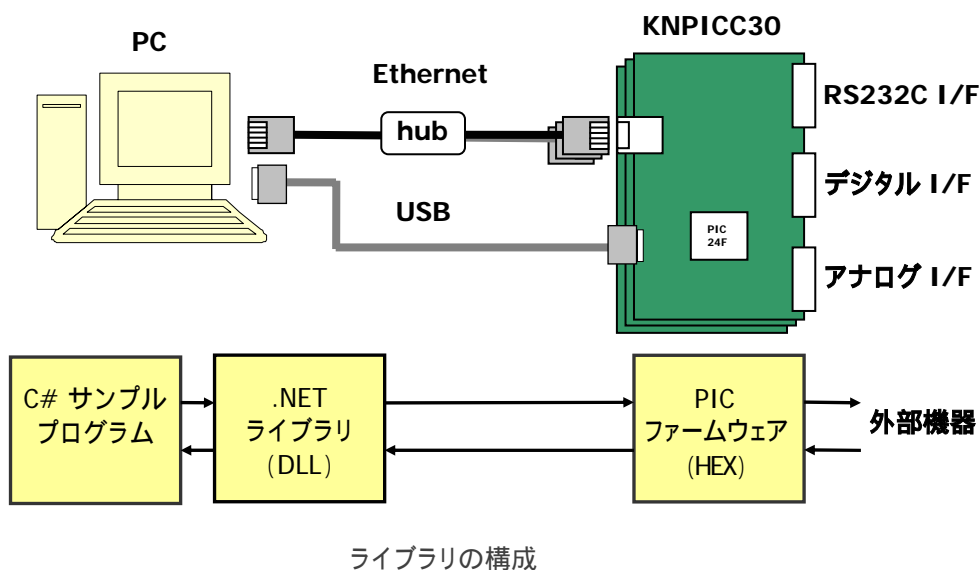 PC
KNPICC30
Ethernet
hub
USB
PIC
24F
RS232C I/F
デジタル I/F
アナログ I/F
C# サンプル
プログラム
.NET
ライブラリ
(DLL)
PIC
ファームウェア
(HEX)
外部機器
ライブラリの構成